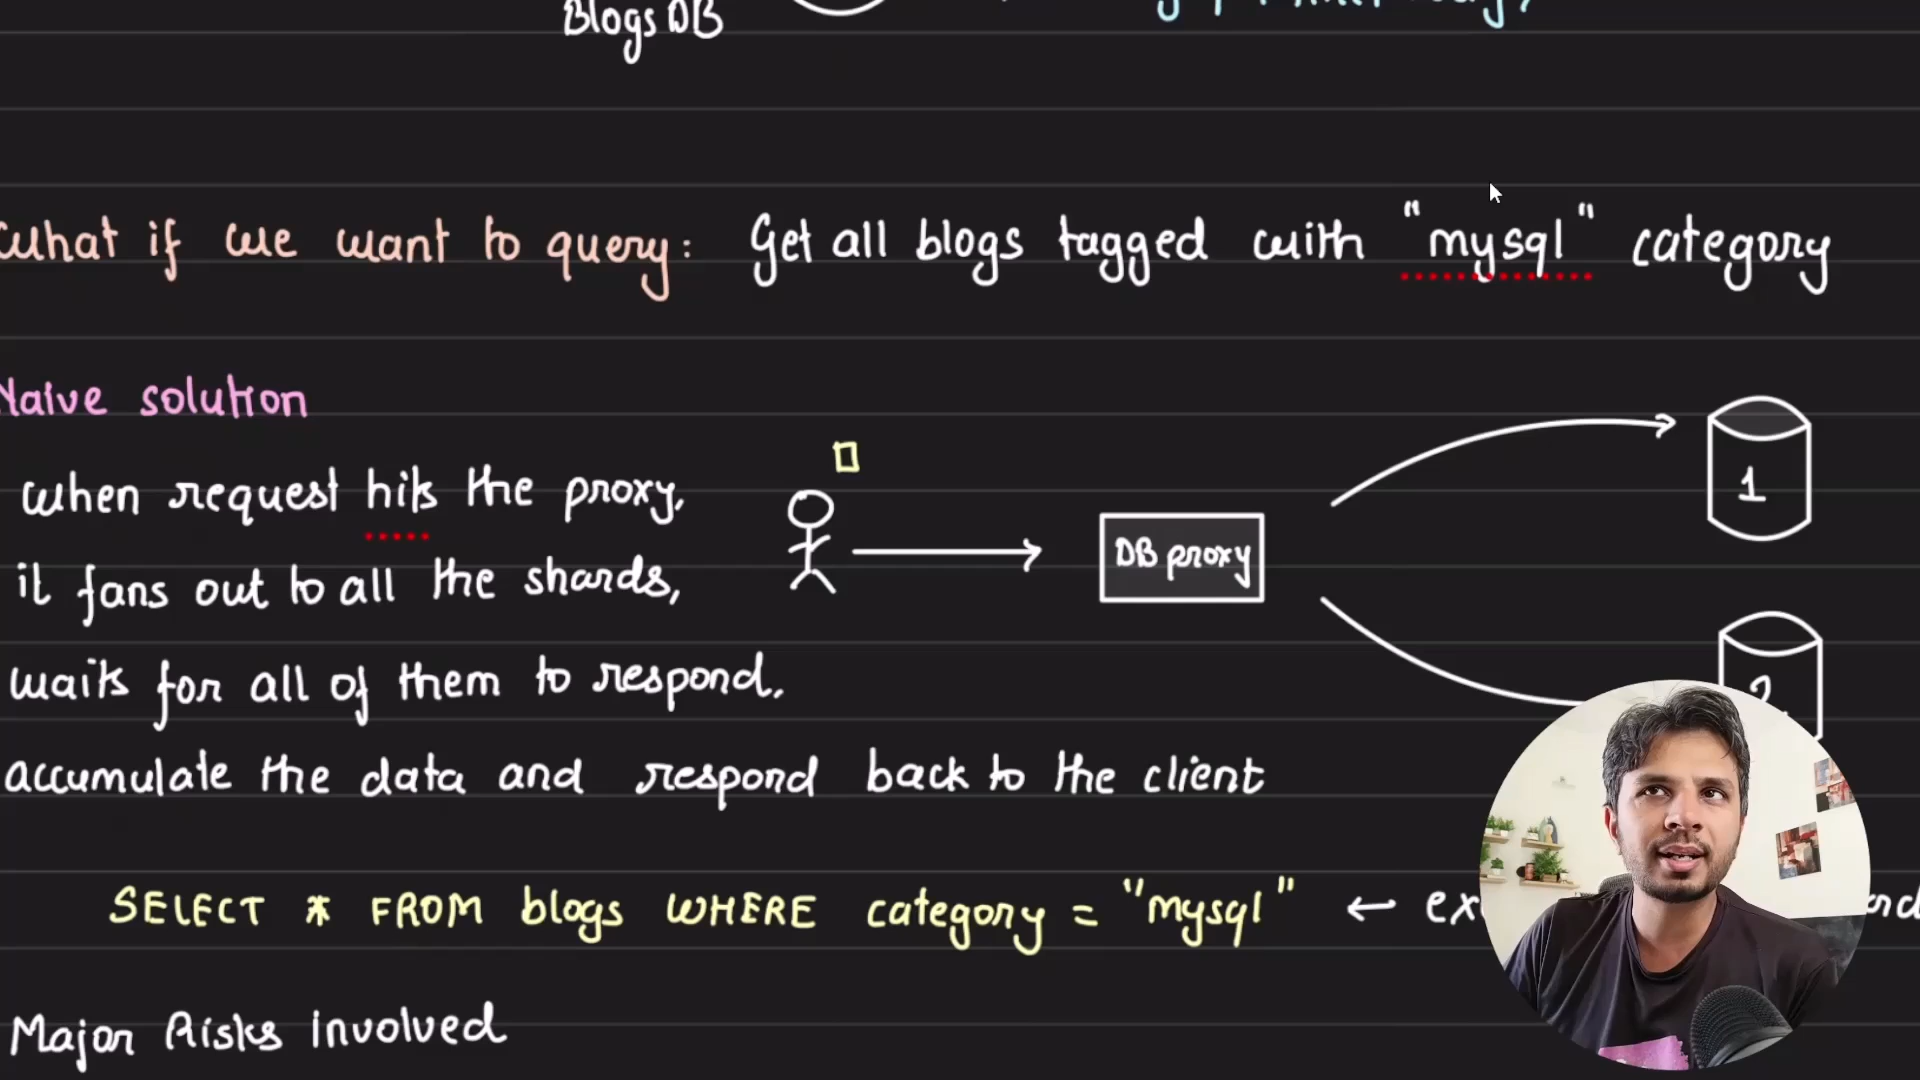 Blogs DB
What if we want to query: Get all blogs tagged with "mysql" category
Naive solution
when request hits the proxy,
it fans out to all the shards,
waits for all of them to respond.
accumulate the data and respond back to the client
DB proxy
1
2
SELECT * FROM blogs WHERE category = "mysql" ←
Major Risks involved